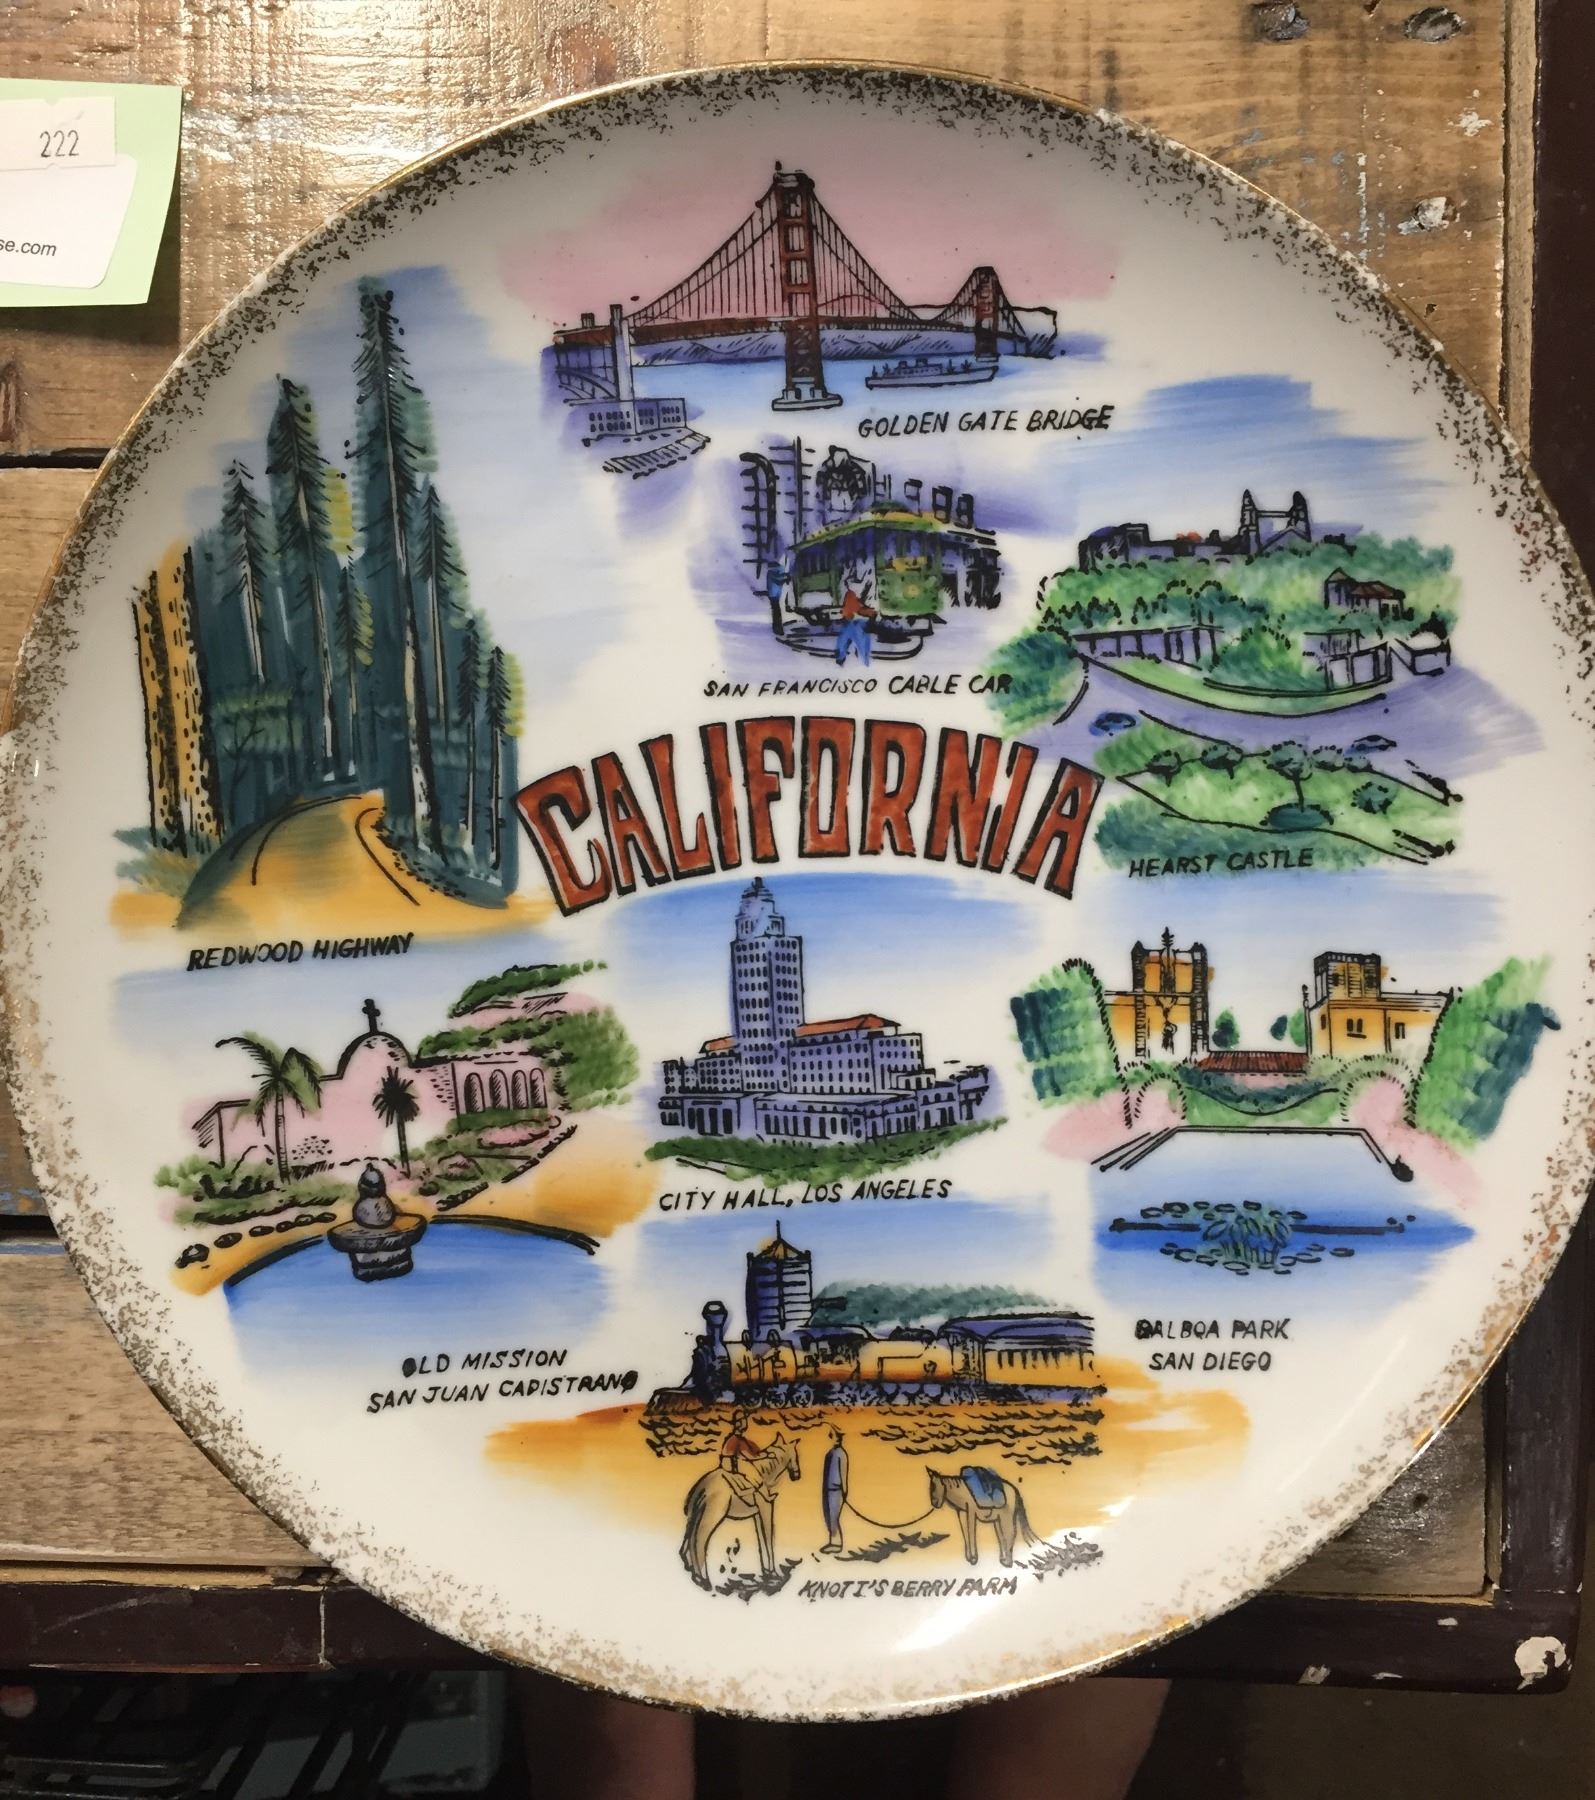 222
se.com
GOLDEN GATE BRIDGE
SAN FRANCISCO CABLE CAR
CALIFORNIA
HEARST CASTLE
REDWOOD HIGHWAY
CITY HALL, LOS ANGELES
OLD MISSION
SAN JUAN CAPISTRANO
BALBOA PARK
SAN DIEGO
KNOTT'S BERRY FARM